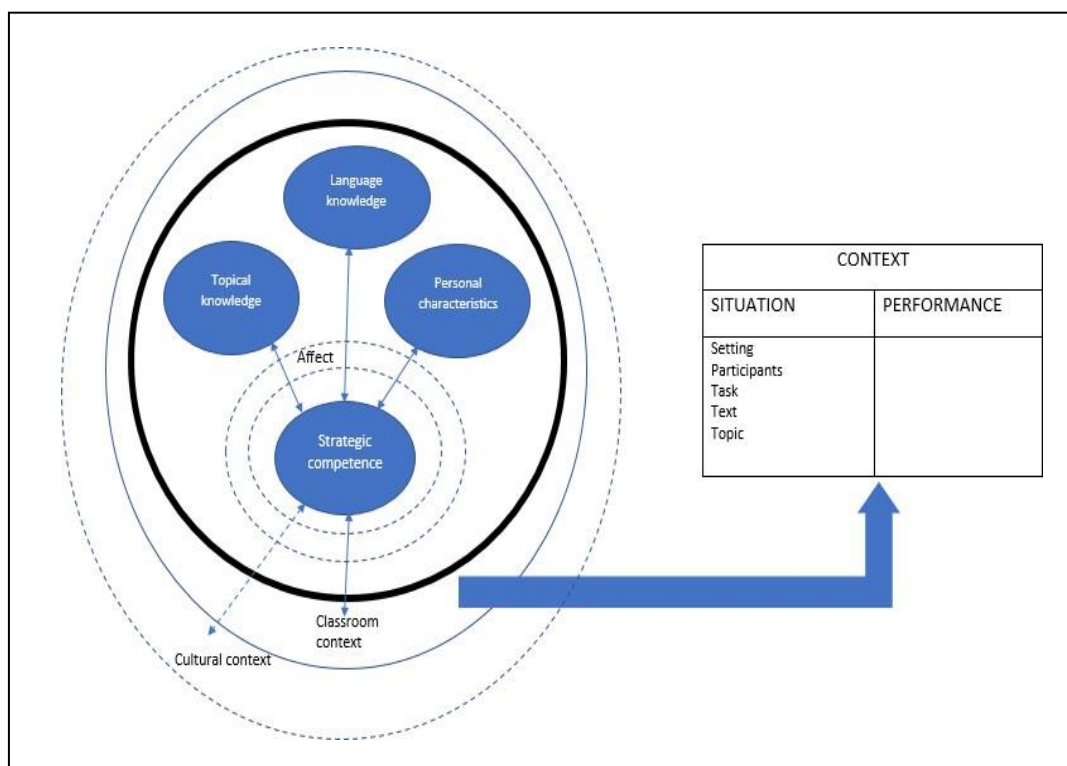 Language
knowledge
Topical
knowledge
Personal
characteristics
Affect
Strategic
competence
Classroom
context
Cultural context
CONTEXT
SITUATION
PERFORMANCE
Setting
Participants
Task
Text
Topic